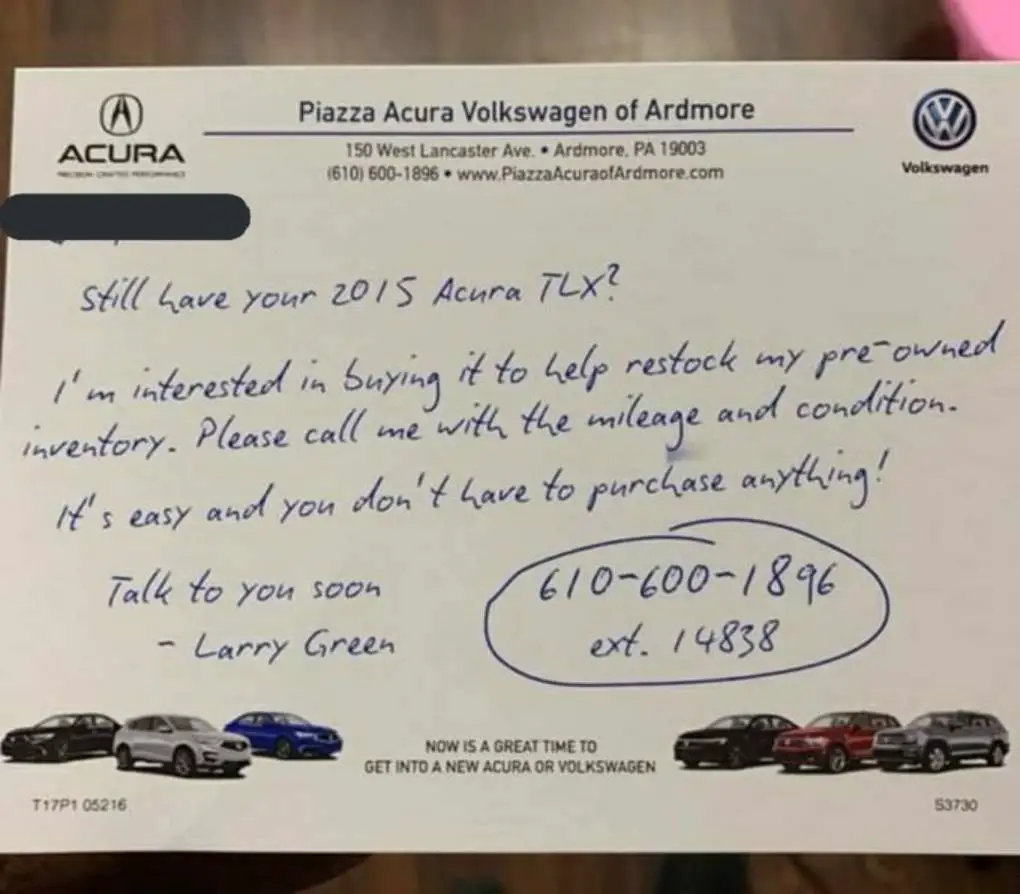 Piazza Acura Volkswagen of Ardmore
ACURA
PRECISION CRAFTED PERFORMANCE
150 West Lancaster Ave. • Ardmore, PA 19003
(610) 600-1896 • www.PiazzaAcuraofArdmore.com
Volkswagen
Still have your 2015 Acura TLX?
I'm interested in buying it to help restock my pre-owned
inventory. Please call me with the mileage and condition.
It's easy and you don't have to purchase anything!
Talk to you soon
- Larry Green
610-600-1896
ext. 14838
NOW IS A GREAT TIME TO
GET INTO A NEW ACURA OR VOLKSWAGEN
T17P1 05216
S3730